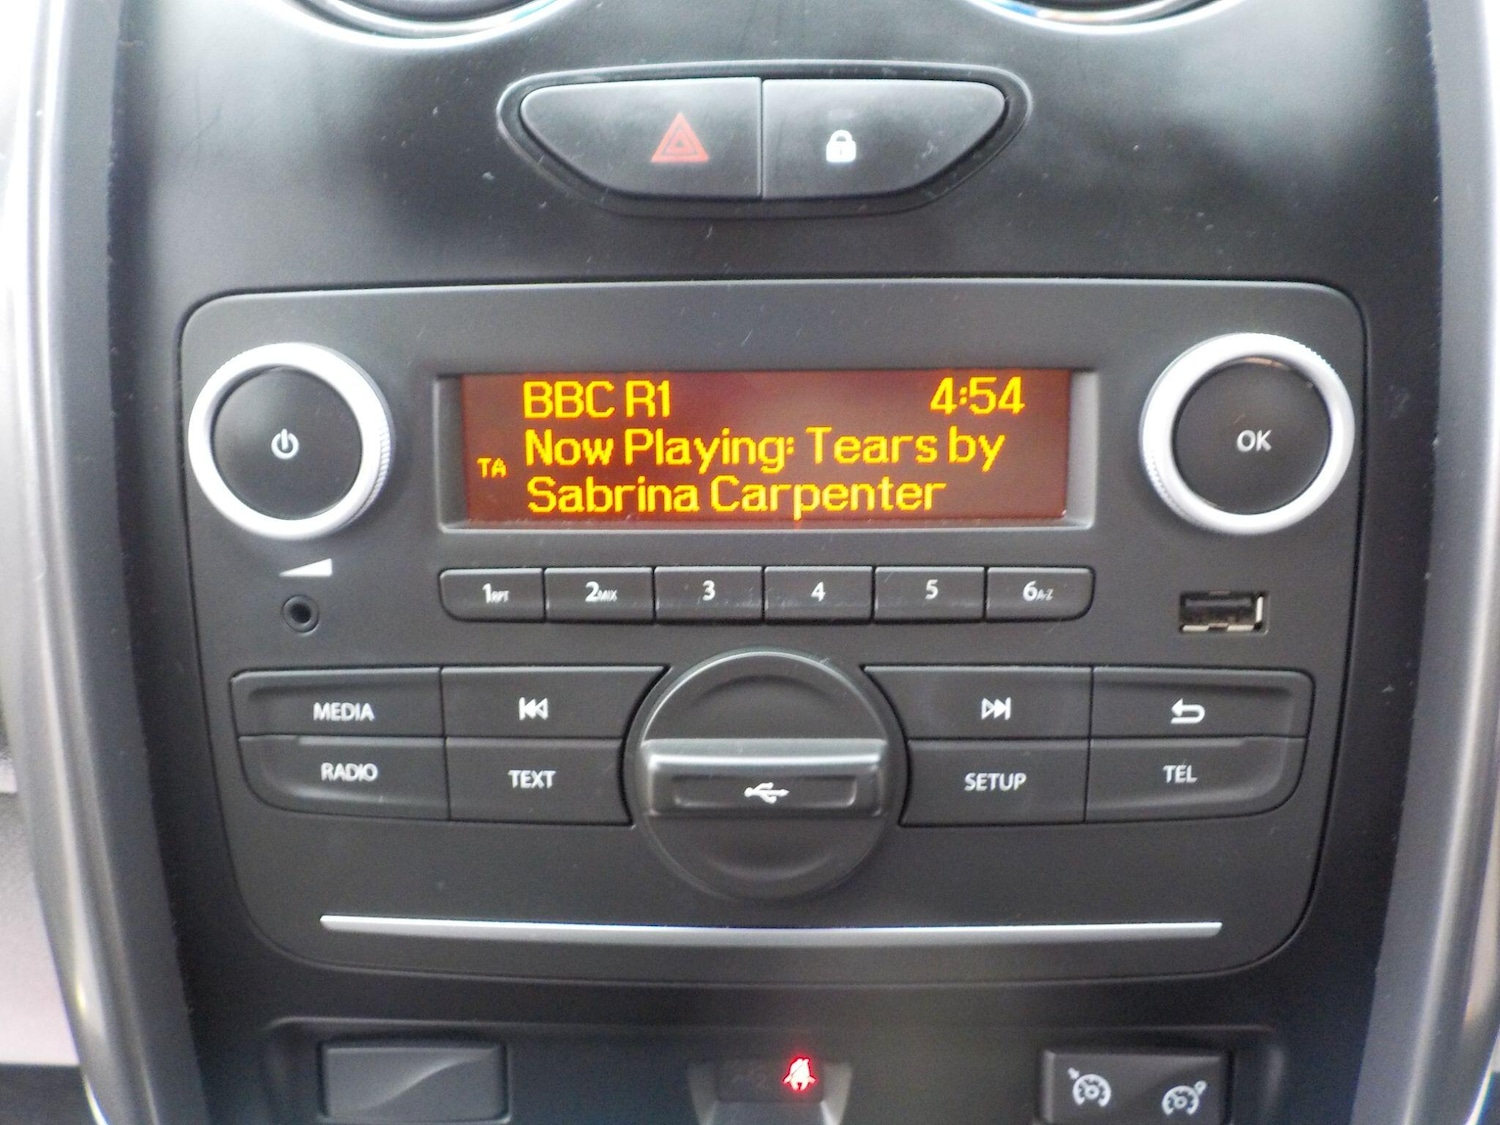 BBC R1 4:54
TA Now Playing: Tears by
Sabrina Carpenter
OK
1RPT 2MIX 3 4 5 6A-Z
MEDIA
RADIO TEXT SETUP TEL